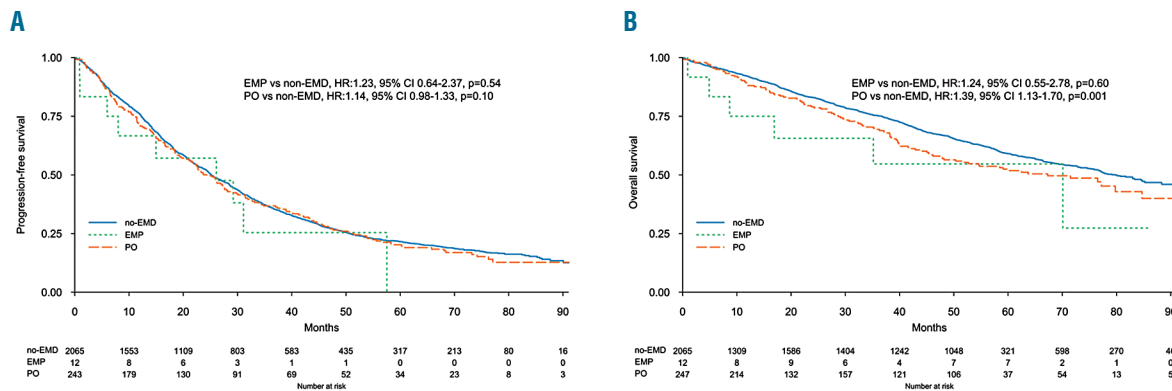 A
EMP vs non-EMD, HR:1.23, 95% CI 0.64-2.37, p=0.54
PO vs non-EMD, HR:1.14, 95% CI 0.98-1.33, p=0.10
Progression-free survival
1.00
0.75
0.50
0.25
0.00
no-EMD
EMP
PO
0 10 20 30 40 50 60 70 80 90
Months
no-EMD 2065 1553 1109 803 583 435 317 213 80 16
EMP 12 8 6 3 1 1 0 0 0 0
PO 243 179 130 91 69 52 34 23 8 3
Number at risk
B
EMP vs non-EMD, HR:1.24, 95% CI 0.55-2.78, p=0.60
PO vs non-EMD, HR:1.39, 95% CI 1.13-1.70, p=0.001
Overall survival
1.00
0.75
0.50
0.25
0.00
no-EMD
EMP
PO
0 10 20 30 40 50 60 70 80 90
Months
no-EMD 2065 1309 1586 1404 1242 1048 321 598 270
EMP 12 8 9 6 4 7 7 2 1
PO 247 214 132 157 121 106 37 54 13
Number at risk